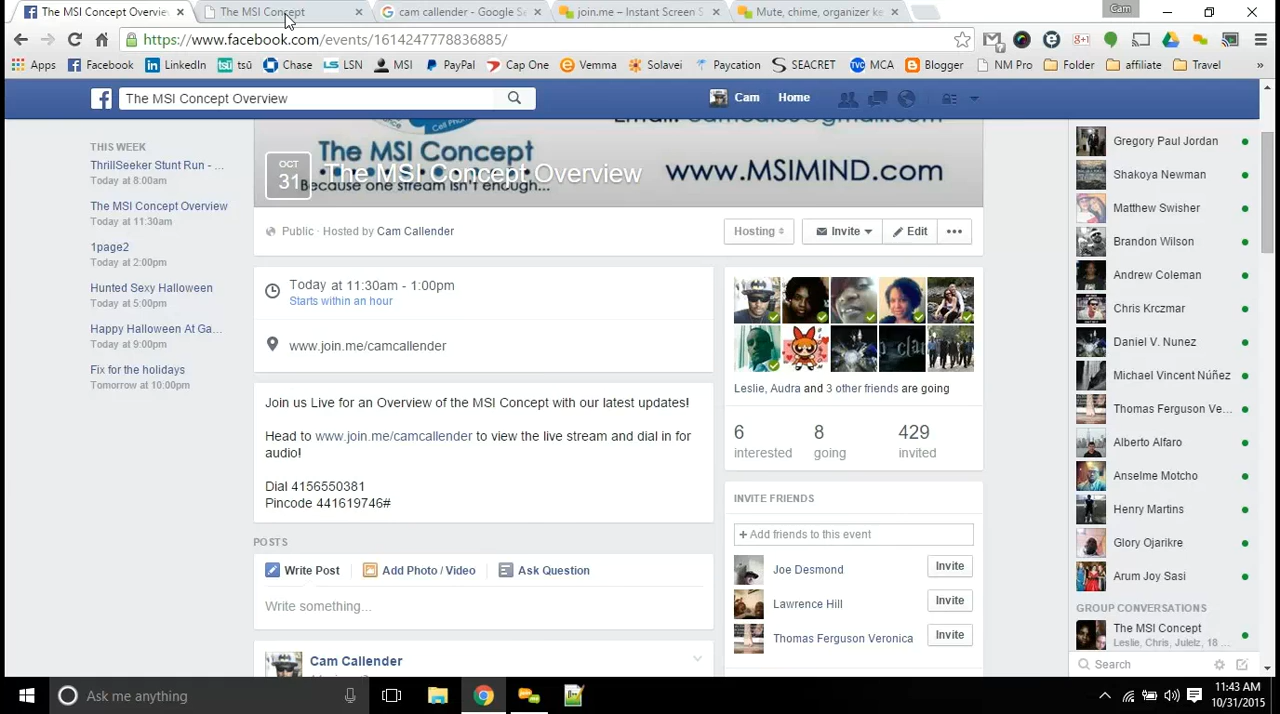 The MSI Concept Overvie
The MSI Concept
cam callender - Google Se
join.me – Instant Screen S
Mute, chime, organizer ke
Cam
https://www.facebook.com/events/1614247778836885/
Apps
Facebook
LinkedIn
tsū
Chase
LSN
MSI
PayPal
Cap One
Vemma
Solavei
Paycation
SEACRET
TVC MCA
Blogger
NM Pro
Folder
affiliate
Travel
»
The MSI Concept Overview
Cam
Home
THIS WEEK
ThrillSeeker Stunt Run - ...
Today at 8:00am
The MSI Concept Overview
Today at 11:30am
1page2
Today at 2:00pm
Hunted Sexy Halloween
Today at 5:00pm
Happy Halloween At Ga...
Today at 9:00pm
Fix for the holidays
Tomorrow at 10:00pm
The MSI Concept
Because one stream isn't enough...
www.MSIMIND.com
OCT
31
The MSI Concept Overview
Public · Hosted by Cam Callender
Hosting
Invite
Edit
•••
Today at 11:30am - 1:00pm
Starts within an hour
www.join.me/camcallender
Join us Live for an Overview of the MSI Concept with our latest updates!
Head to www.join.me/camcallender to view the live stream and dial in for
audio!
Dial 4156550381
Pincode 441619746#
POSTS
Write Post
Add Photo / Video
Ask Question
Write something...
Cam Callender
Leslie, Audra and 3 other friends are going
6
interested
8
going
429
invited
INVITE FRIENDS
+ Add friends to this event
Joe Desmond
Invite
Lawrence Hill
Invite
Thomas Ferguson Veronica
Invite
Gregory Paul Jordan
Shakoya Newman
Matthew Swisher
Brandon Wilson
Andrew Coleman
Chris Krczmar
Daniel V. Nunez
Michael Vincent Núñez
Thomas Ferguson Ve...
Alberto Alfaro
Anselme Motcho
Henry Martins
Glory Ojarikre
Arum Joy Sasi
GROUP CONVERSATIONS
The MSI Concept
Leslie, Chris, Julelz, 18 ...
Search
Ask me anything
11:43 AM
10/31/2015